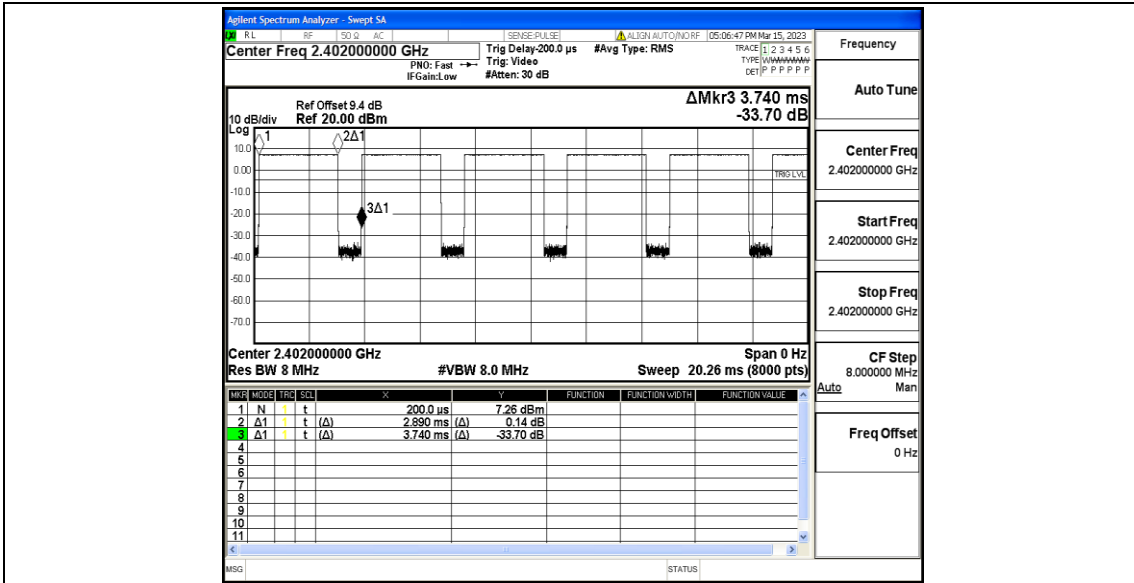 Agilent Spectrum Analyzer - Swept SA
RL RF 50 Ω AC SENSE:PULSE ALIGN AUTO/NO RF 05:06:47 PM Mar 15, 2023
Center Freq 2.402000000 GHz
PNO: Fast
IFGain:Low
Trig Delay-200.0 µs
Trig: Video
#Atten: 30 dB
#Avg Type: RMS
TRACE 1 2 3 4 5 6
TYPE
DET P P P P P P
Ref Offset 9.4 dB
Ref 20.00 dBm
10 dB/div
Log
ΔMkr3 3.740 ms
-33.70 dB
1
2Δ1
3Δ1
TRIG LVL
10.0
0.00
-10.0
-20.0
-30.0
-40.0
-50.0
-60.0
-70.0
Center 2.402000000 GHz Span 0 Hz
Res BW 8 MHz #VBW 8.0 MHz Sweep 20.26 ms (8000 pts)
MKR MODE TRC SCL X Y FUNCTION FUNCTION WIDTH FUNCTION VALUE
1 N 1 t 200.0 µs 7.26 dBm
2 Δ1 1 t (Δ) 2.890 ms (Δ) 0.14 dB
3 Δ1 1 t (Δ) 3.740 ms (Δ) -33.70 dB
4
5
6
7
8
9
10
11
MSG STATUS
Frequency
Auto Tune
Center Freq
2.402000000 GHz
Start Freq
2.402000000 GHz
Stop Freq
2.402000000 GHz
CF Step
8.000000 MHz
Auto Man
Freq Offset
0 Hz